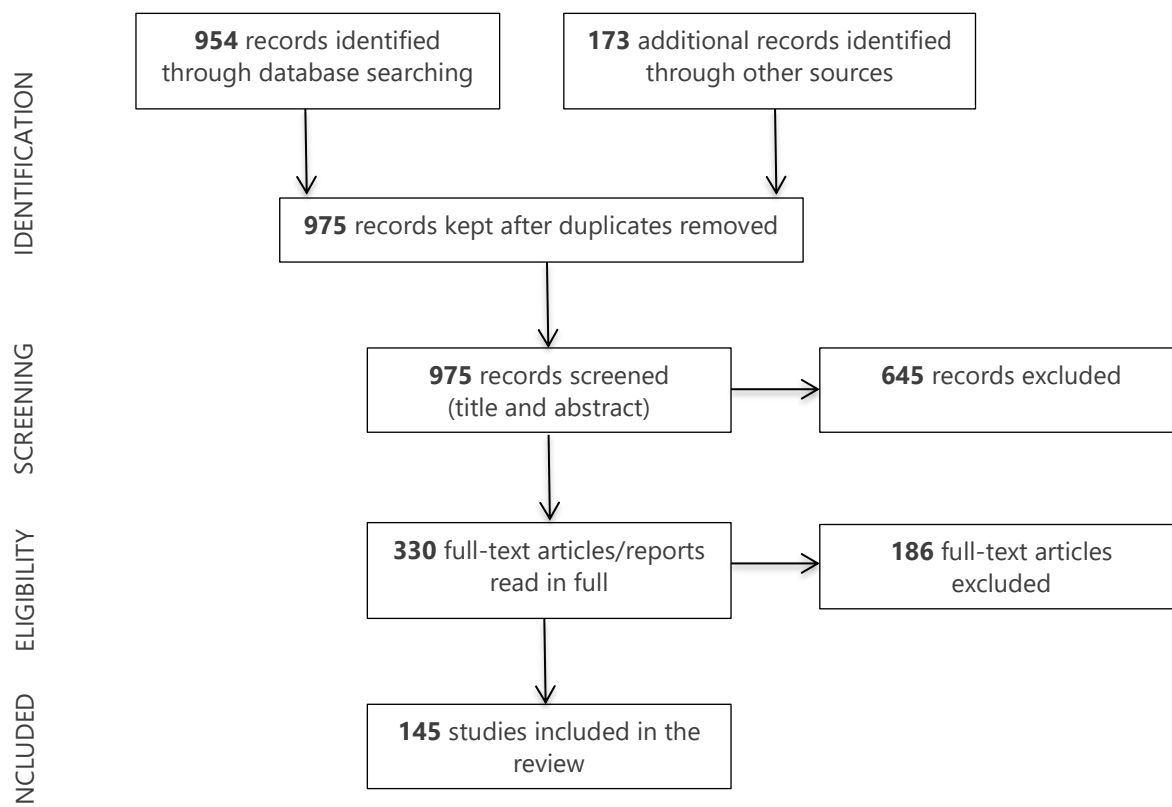 IDENTIFICATION
954 records identified
through database searching
173 additional records identified
through other sources
975 records kept after duplicates removed
SCREENING
975 records screened
(title and abstract)
645 records excluded
ELIGIBILITY
330 full-text articles/reports
read in full
186 full-text articles
excluded
NCLUDED
145 studies included in the
review